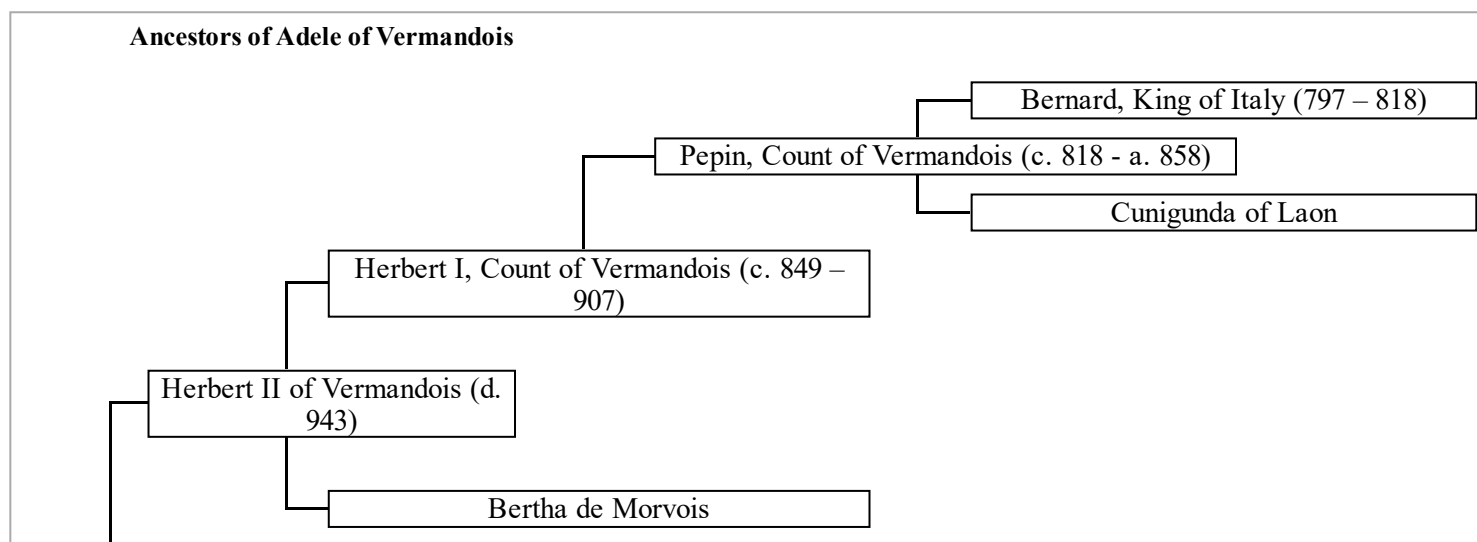 Ancestors of Adele of Vermandois
Bernard, King of Italy (797 – 818)
Pepin, Count of Vermandois (c. 818 - a. 858)
Cunigunda of Laon
Herbert I, Count of Vermandois (c. 849 –
907)
Herbert II of Vermandois (d.
943)
Bertha de Morvois